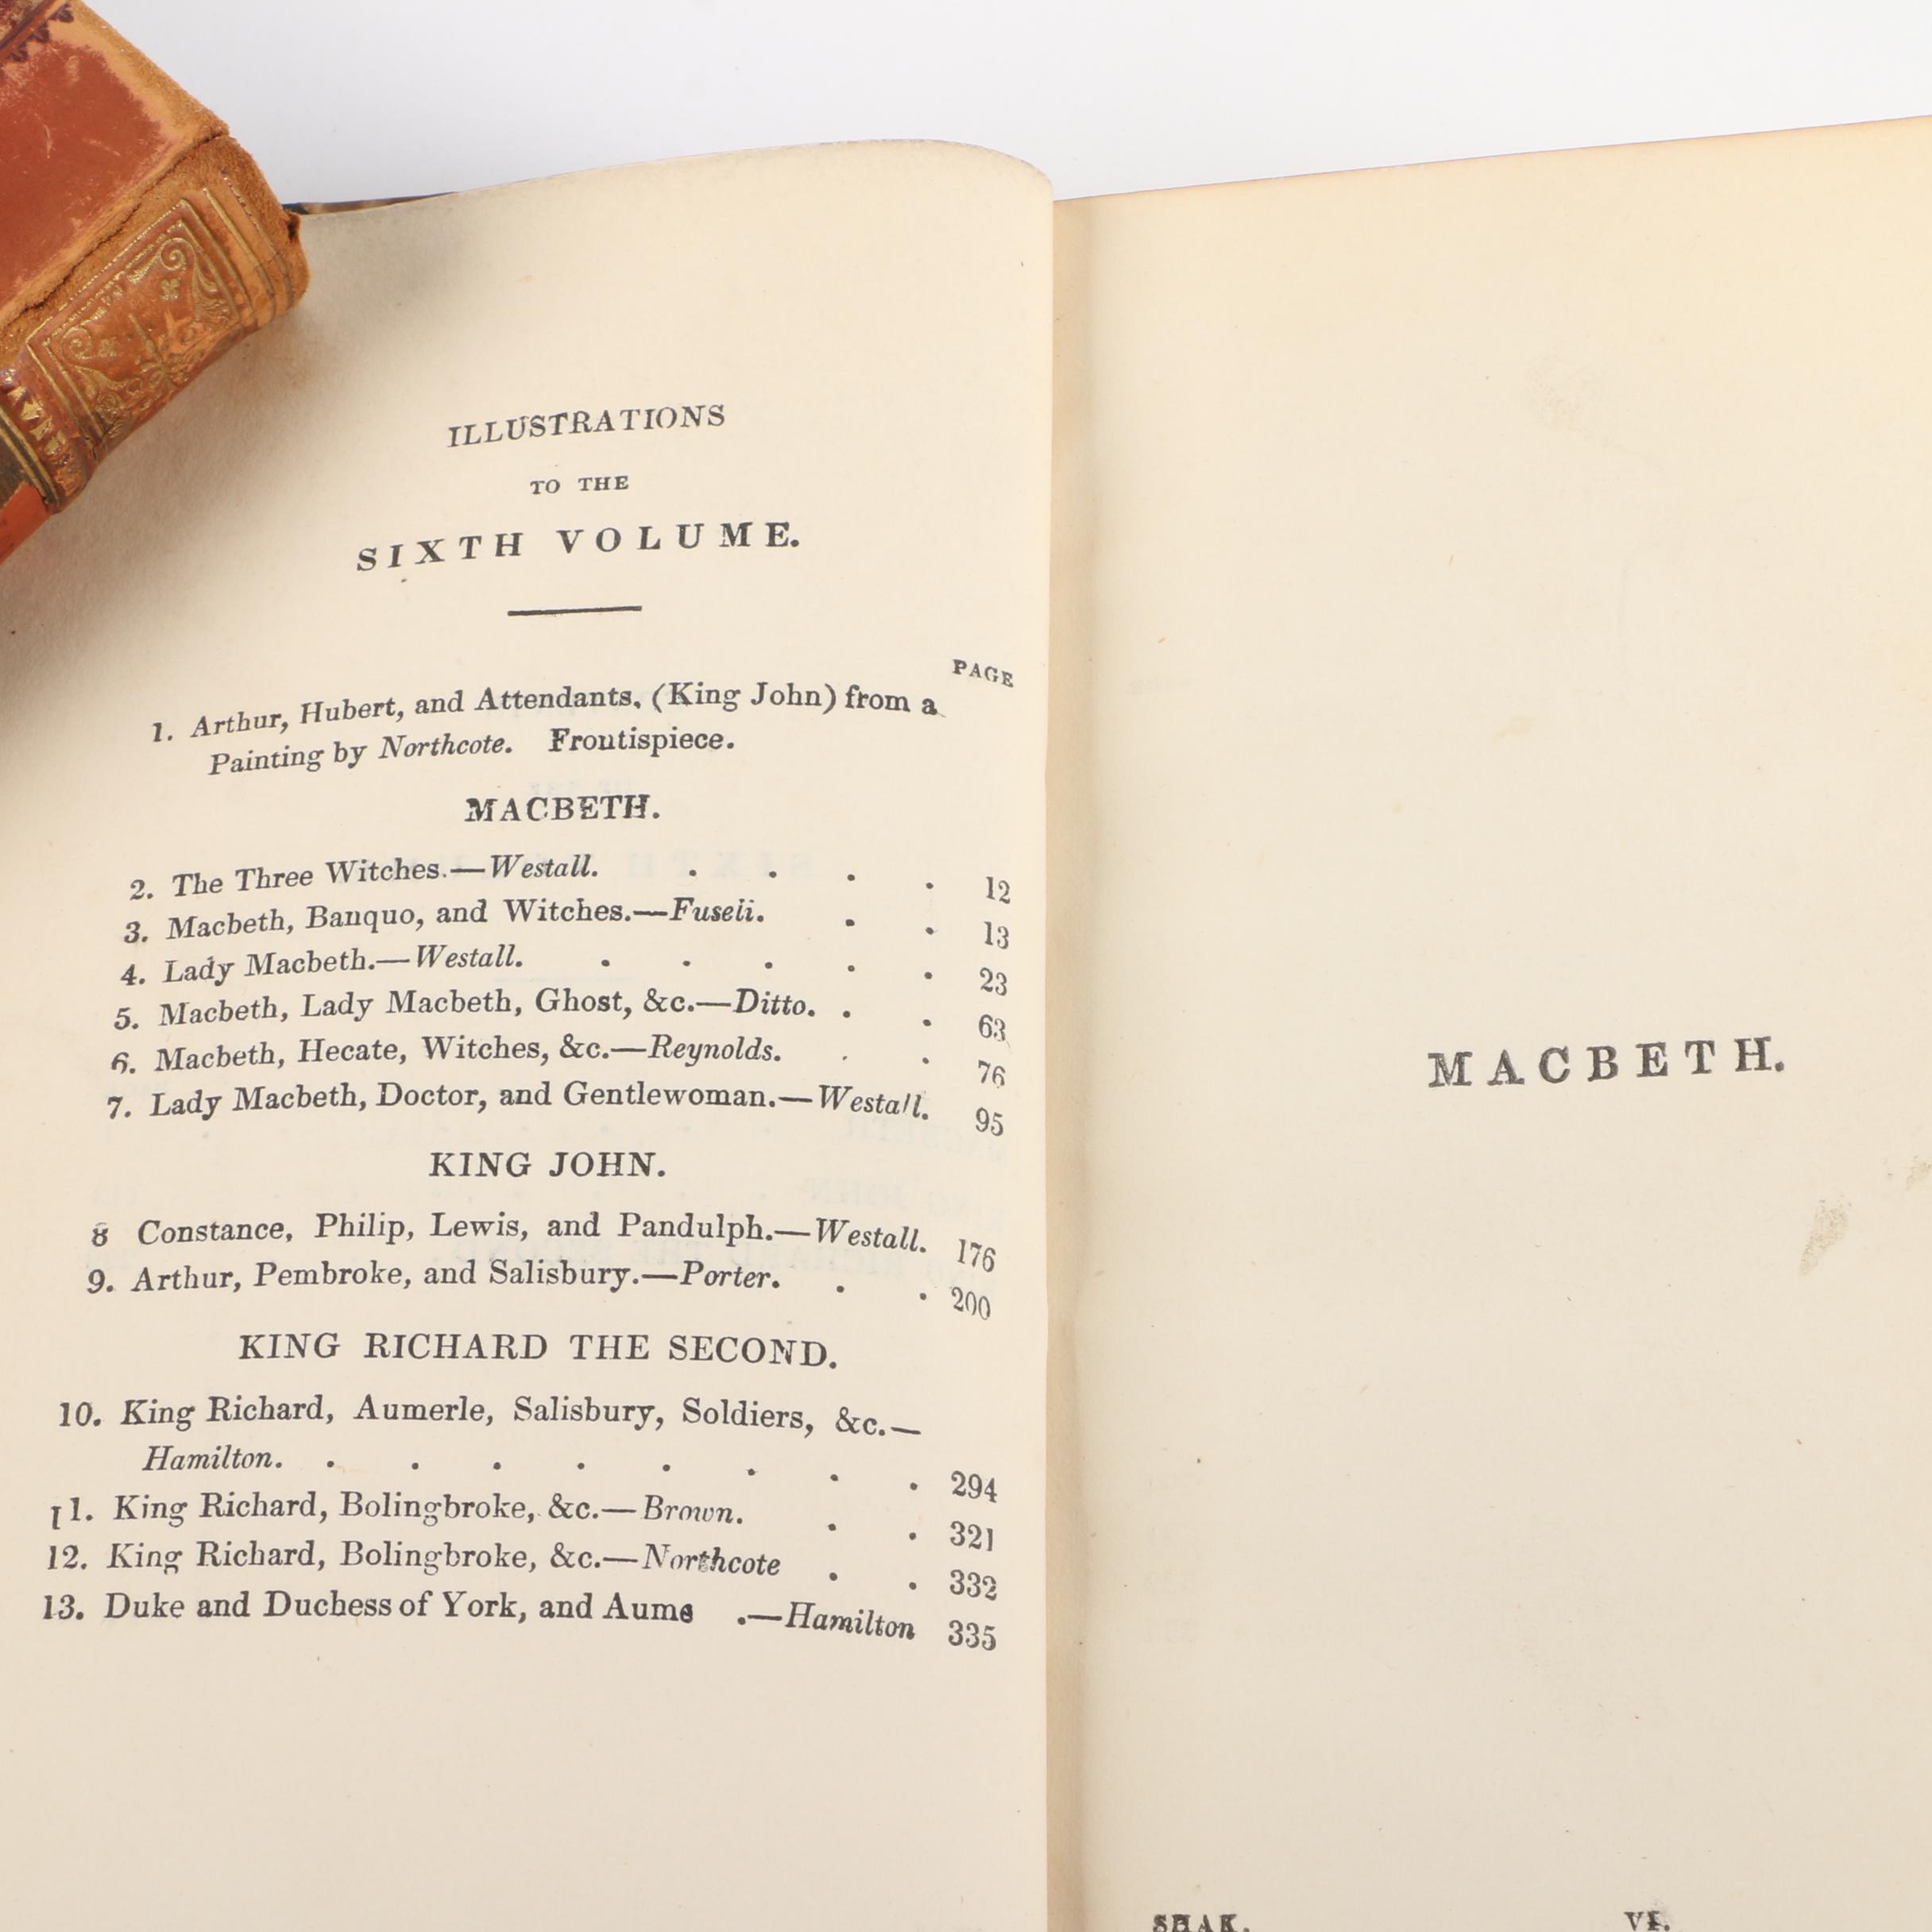 ILLUSTRATIONS
TO THE
SIXTH VOLUME.
PAGE
1. Arthur, Hubert, and Attendants, (King John) from a
Painting by Northcote. Froutispiece.
MACBETH.
2. The Three Witches.—Westall. . . . . 12
3. Macbeth, Banquo, and Witches.—Fuseli. . . 13
4. Lady Macbeth.—Westall. . . . . . 23
5. Macbeth, Lady Macbeth, Ghost, &c.—Ditto. . . 63
6. Macbeth, Hecate, Witches, &c.—Reynolds. . . 76
7. Lady Macbeth, Doctor, and Gentlewoman.—Westall. 95
KING JOHN.
8 Constance, Philip, Lewis, and Pandulph.—Westall. 176
9. Arthur, Pembroke, and Salisbury.—Porter. . . 200
KING RICHARD THE SECOND.
10. King Richard, Aumerle, Salisbury, Soldiers, &c.—
Hamilton. . . . . . . . . 294
11. King Richard, Bolingbroke, &c.—Brown. . . 321
12. King Richard, Bolingbroke, &c.—Northcote . . 332
13. Duke and Duchess of York, and Aume .—Hamilton 335
MACBETH.
SHAK. VI.